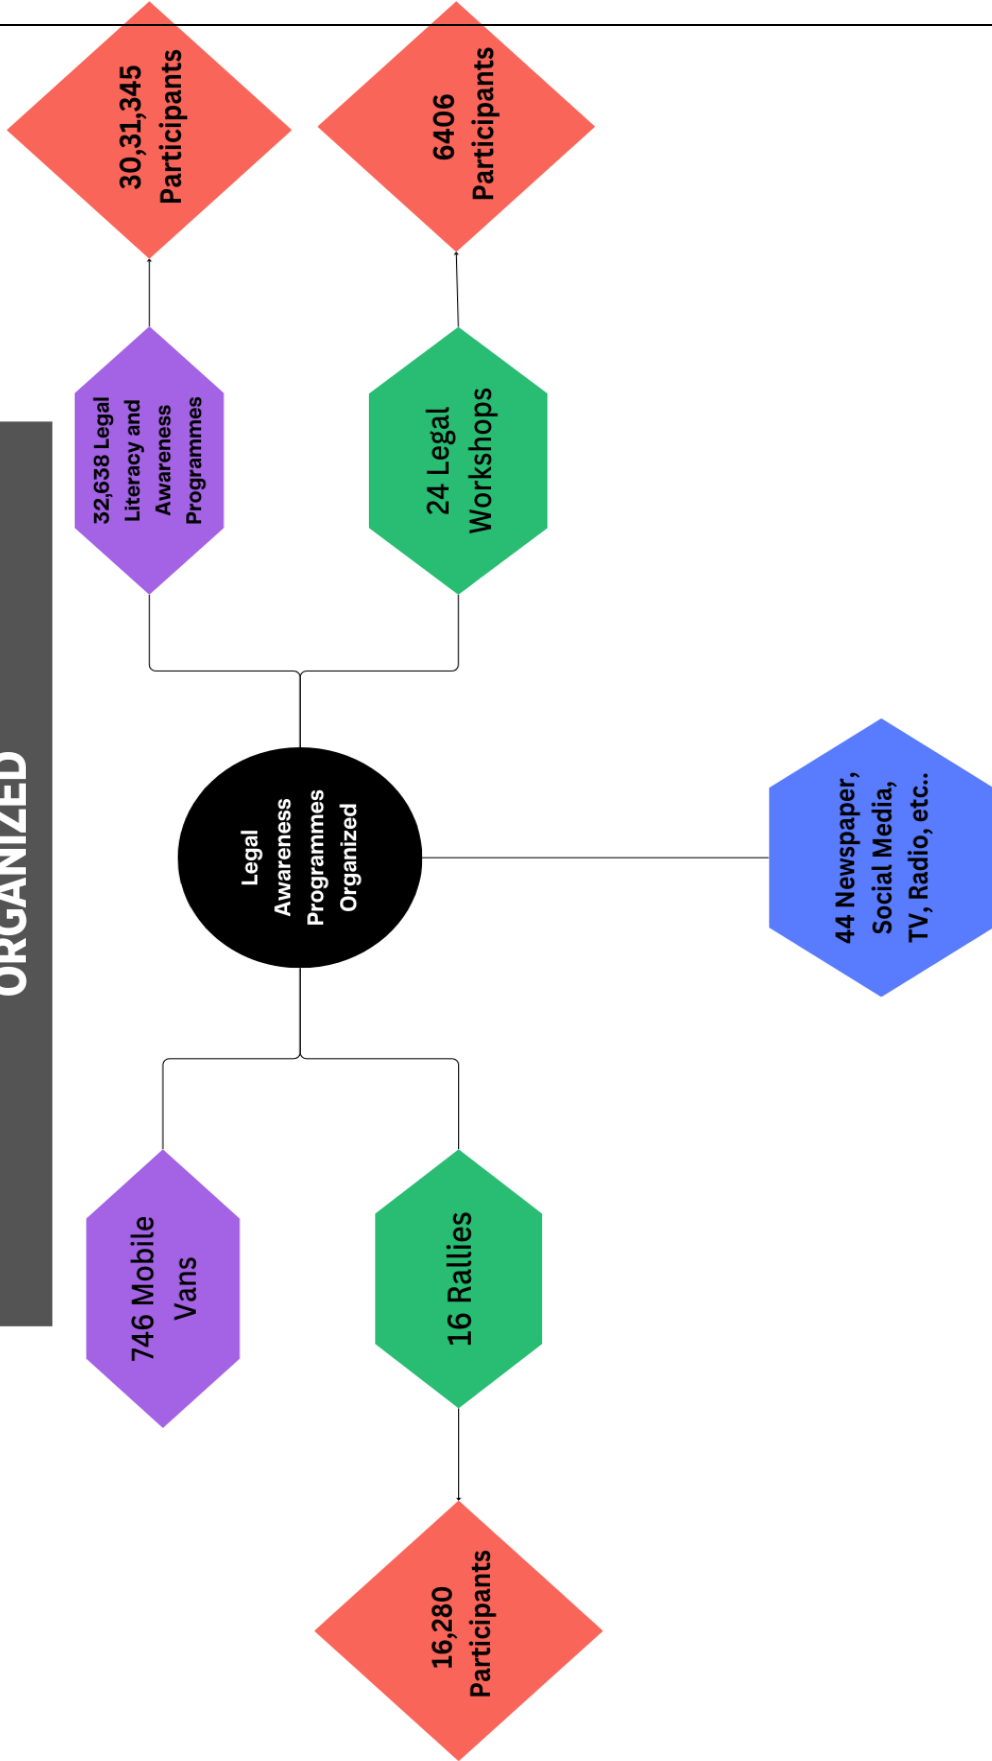 ORGANIZED
746 Mobile
Vans
32,638 Legal
Literacy and
Awareness
Programmes
30,31,345
Participants
Legal
Awareness
Programmes
Organized
16,280
Participants
16 Rallies
24 Legal
Workshops
6406
Participants
44 Newspaper,
Social Media,
TV, Radio, etc..